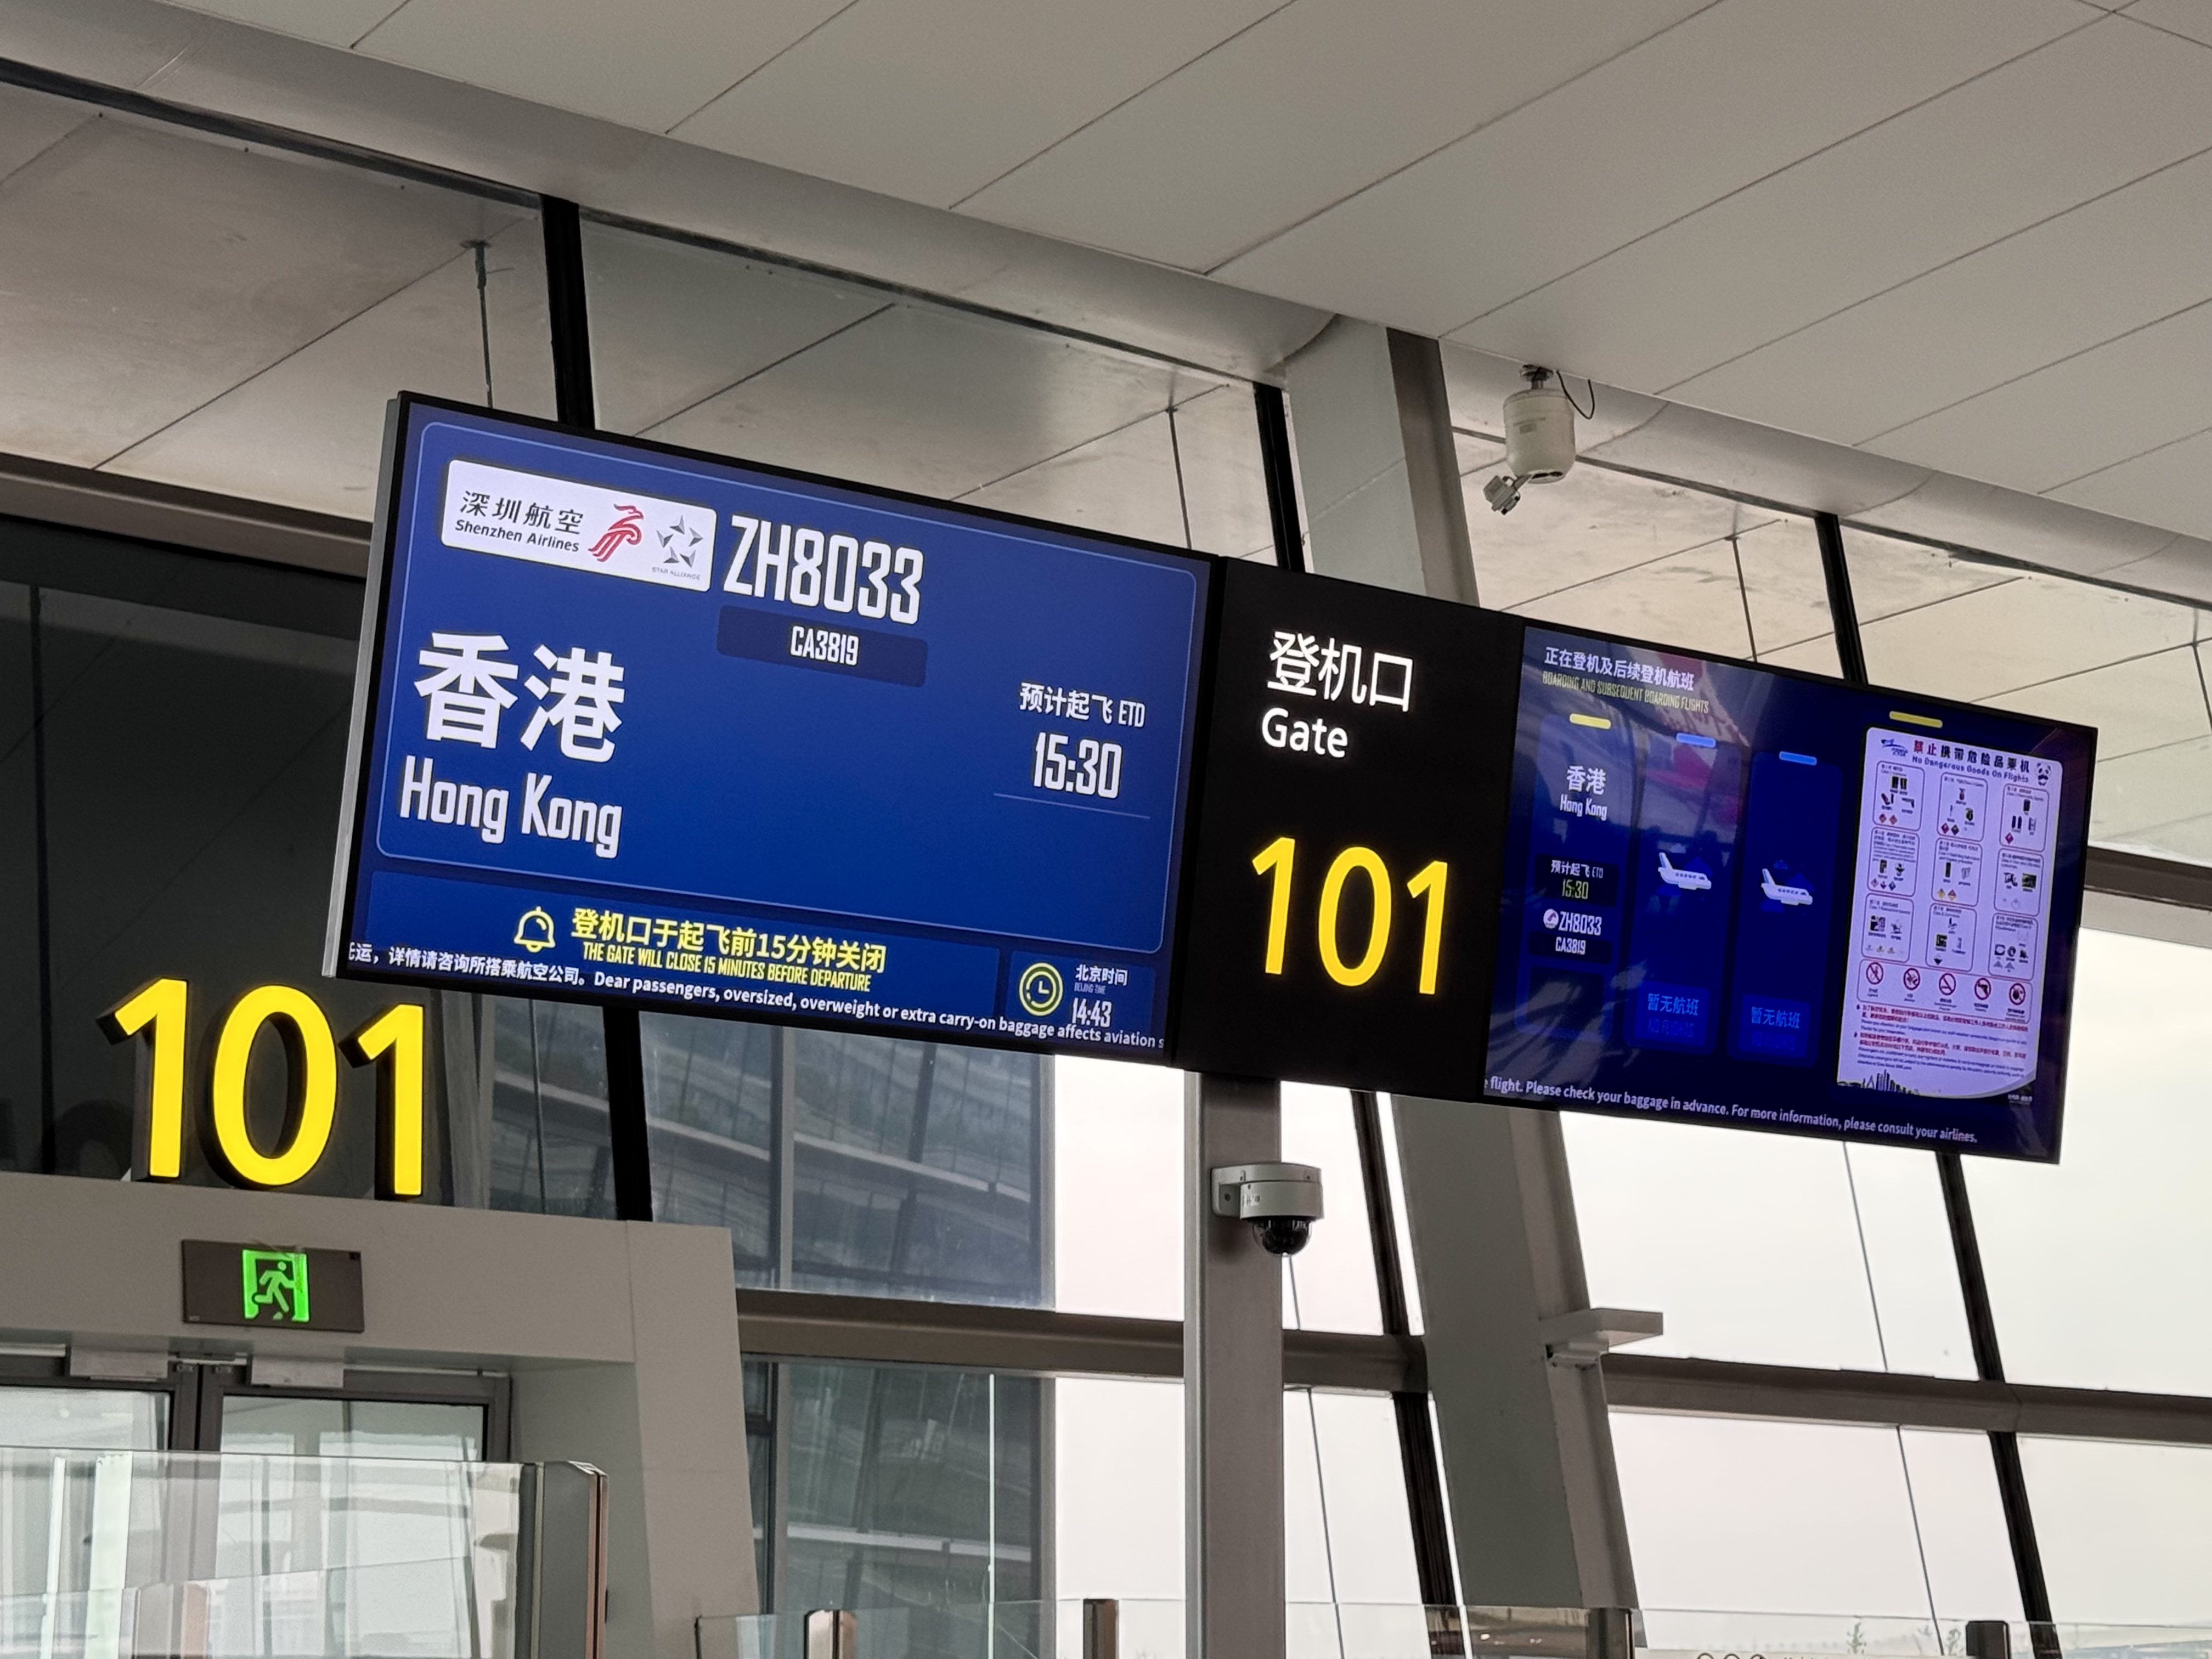 深圳航空
Shenzhen Airlines
STAR ALLIANCE
ZH8033
CA3819
香港
Hong Kong
预计起飞 ETD
15:30
登机口于起飞前15分钟关闭
THE GATE WILL CLOSE 15 MINUTES BEFORE DEPARTURE
北京时间
BEIJING TIME
14:43
运，详情请咨询所搭乘航空公司。Dear passengers, oversized, overweight or extra carry-on baggage affects aviation s
登机口
Gate
101
正在登机及后续登机航班
BOARDING AND SUBSEQUENT BOARDING FLIGHTS
香港
Hong Kong
预计起飞 ETD
15:30
ZH8033
CA3819
暂无航班
NO FLIGHTS
暂无航班
禁止携带危险品乘机
No Dangerous Goods On Flights
flight. Please check your baggage in advance. For more information, please consult your airlines.
101